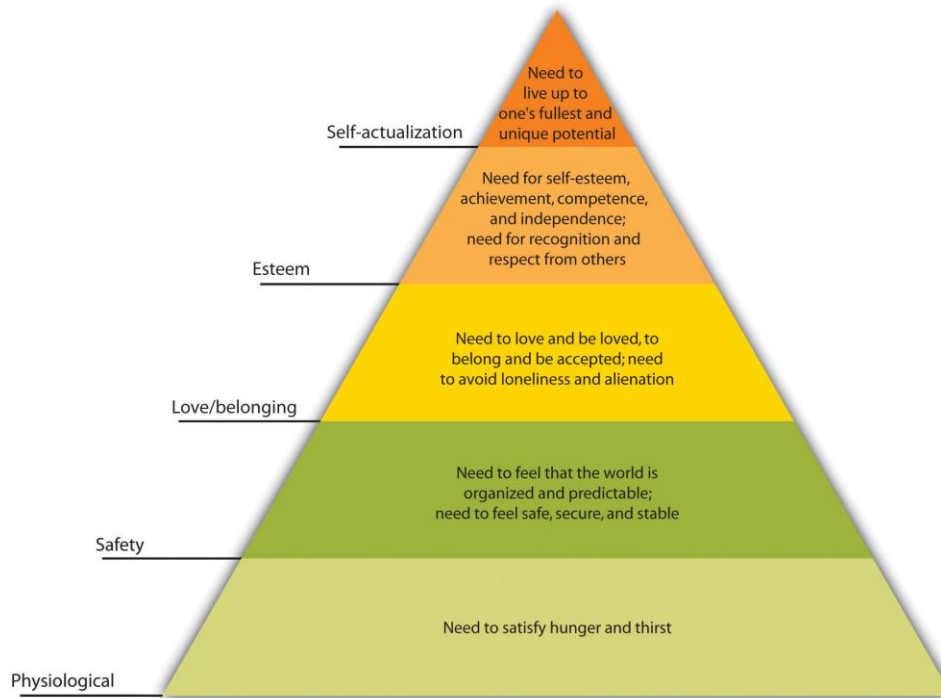 Need to
live up to
one's fullest and
unique potential
Self-actualization
Need for self-esteem,
achievement, competence,
and independence;
need for recognition and
respect from others
Esteem
Need to love and be loved, to
belong and be accepted; need
to avoid loneliness and alienation
Love/belonging
Need to feel that the world is
organized and predictable;
need to feel safe, secure, and stable
Safety
Need to satisfy hunger and thirst
Physiological